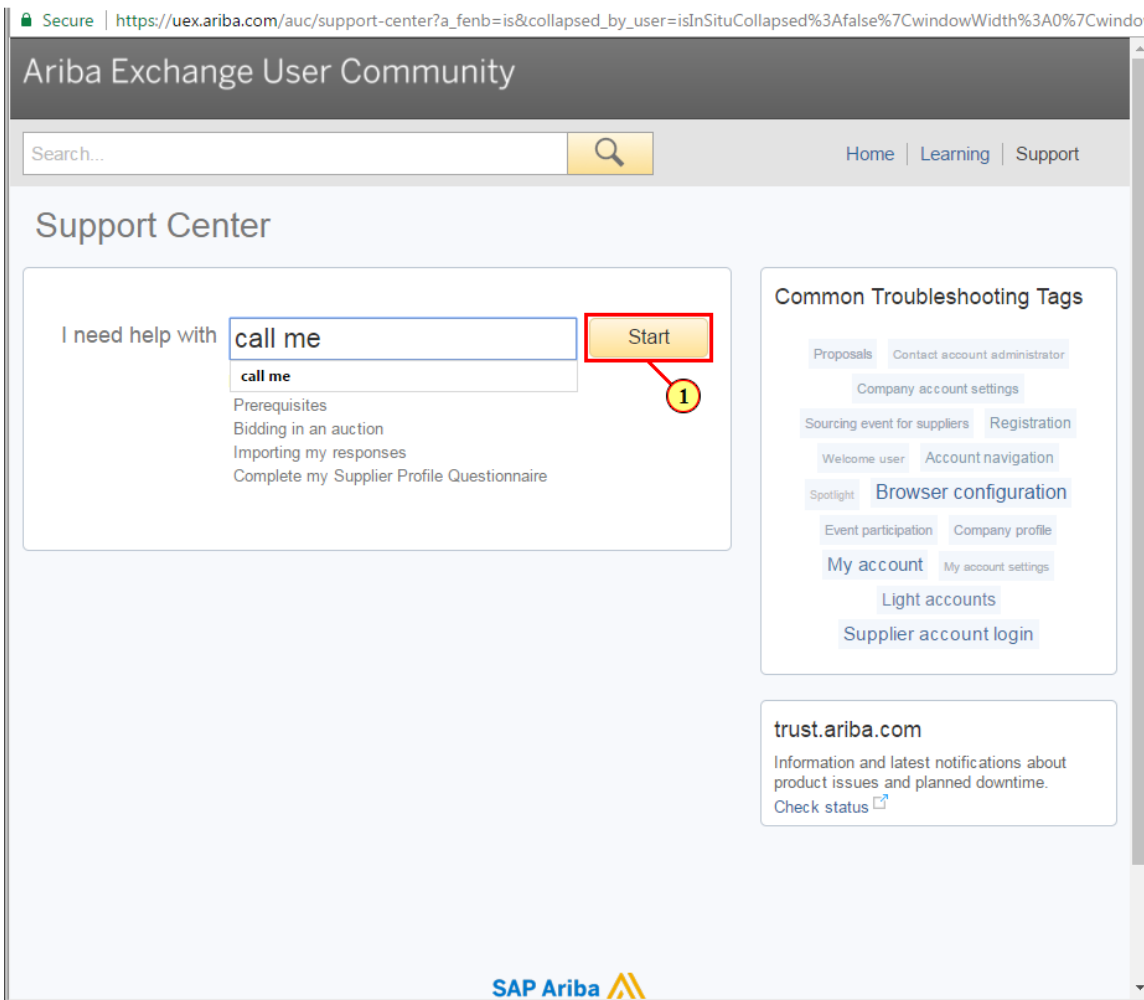 Secure | https://uex.ariba.com/auc/support-center?a_fenb=is&collapsed_by_user=isInSituCollapsed%3Afalse%7CwindowWidth%3A0%7Cwindo
Ariba Exchange User Community
Search...
Home | Learning | Support
Support Center
I need help with
call me
Start
call me
1
Prerequisites
Bidding in an auction
Importing my responses
Complete my Supplier Profile Questionnaire
Common Troubleshooting Tags
Proposals Contact account administrator
Company account settings
Sourcing event for suppliers Registration
Welcome user Account navigation
Spotlight Browser configuration
Event participation Company profile
My account My account settings
Light accounts
Supplier account login
trust.ariba.com
Information and latest notifications about
product issues and planned downtime.
Check status
SAP Ariba